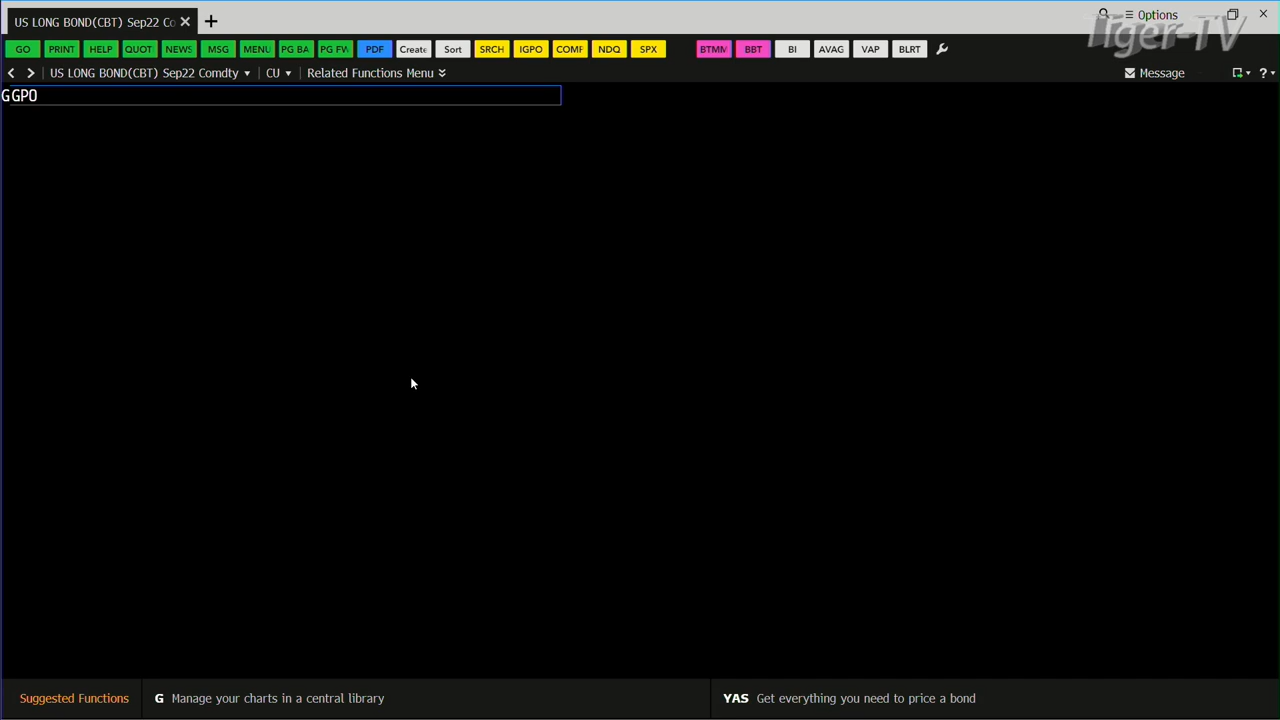 US LONG BOND(CBT) Sep22 Co
Options
Tiger-TV
GO PRINT HELP QUOT NEWS MSG MENU PG BA PG FW PDF Create Sort SRCH IGPO COMF NDQ SPX BTMM BBT BI AVAG VAP BLRT
US LONG BOND(CBT) Sep22 Comdty CU Related Functions Menu Message ?
GGPO
Suggested Functions G Manage your charts in a central library YAS Get everything you need to price a bond